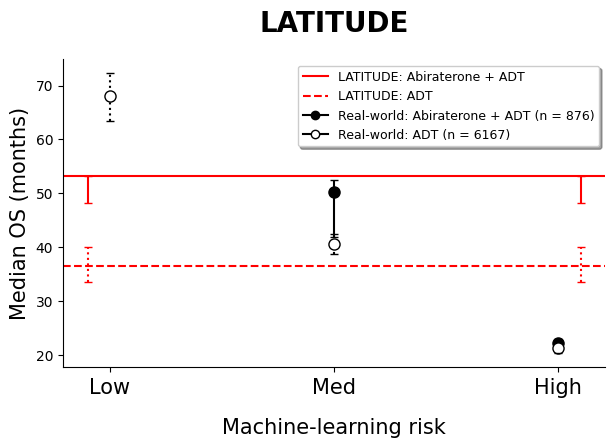 LATITUDE
LATITUDE: Abiraterone + ADT
LATITUDE: ADT
Real-world: Abiraterone + ADT (n = 876)
Real-world: ADT (n = 6167)
Median OS (months)
70
60
50
40
30
20
Low
Med
High
Machine-learning risk